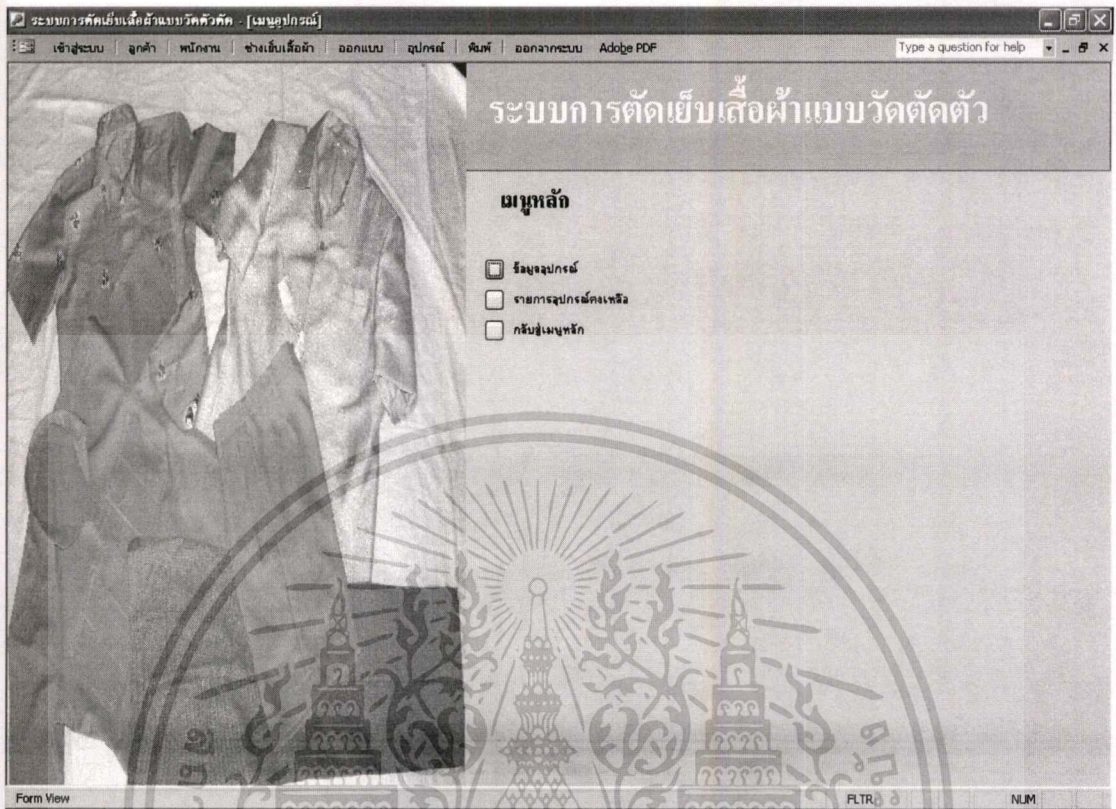 ระบบการตัดเย็บเสื้อผ้าแบบวัดตัวตัด - [เมนูอุปกรณ์]
เข้าสู่ระบบ ลูกค้า พนักงาน ช่างเย็บเสื้อผ้า ออกแบบ อุปกรณ์ พิมพ์ ออกจากระบบ Adobe PDF Type a question for help
ระบบการตัดเย็บเสื้อผ้าแบบวัดตัดตัว
เมนูหลัก
ข้อมูลอุปกรณ์
รายการอุปกรณ์คงเหลือ
กลับสู่เมนูหลัก
Form View FLTR NUM